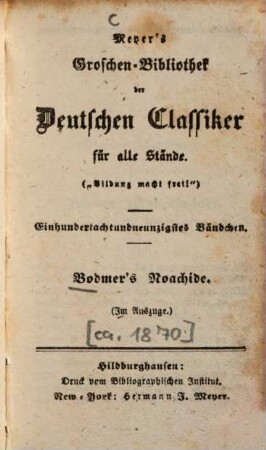 Meyer's
Groschen-Bibliothek
der
Deutschen Classiker
für alle Stände.
(„Bildung macht frei!")
Einhundertachtundneunzigstes Bändchen.
Bodmer's Noachide.
(Im Auszuge.)
[ca. 1870]
Hildburghausen:
Druck vom Bibliographischen Institut.
New-York: Hermann J. Meyer.